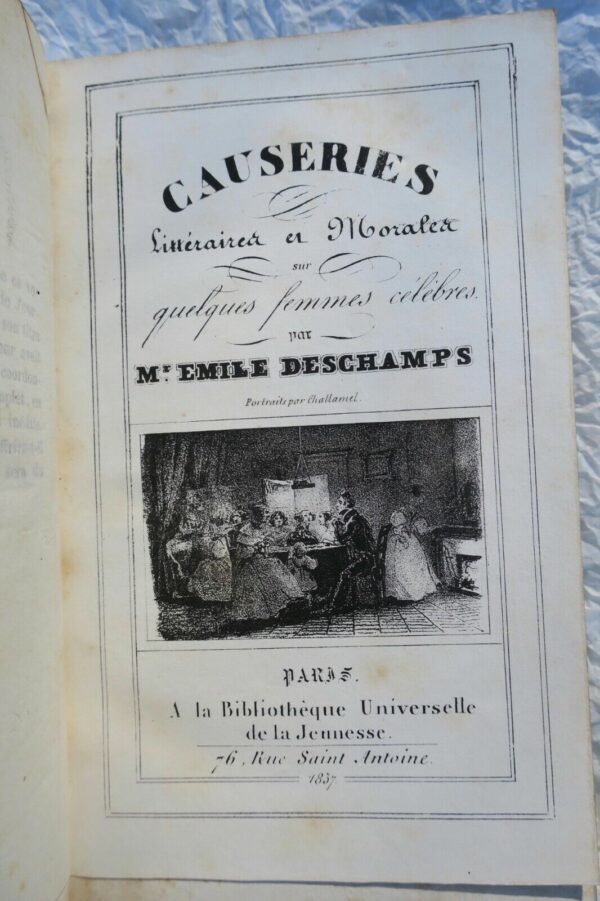 CAUSERIES
Littéraires et Morales
sur
quelques femmes célèbres.
par
Mr. EMILE DESCHAMPS
Portraits par Challamel.
PARIS.
A la Bibliothèque Universelle
de la Jeunesse.
76, Rue Saint Antoine.
1837